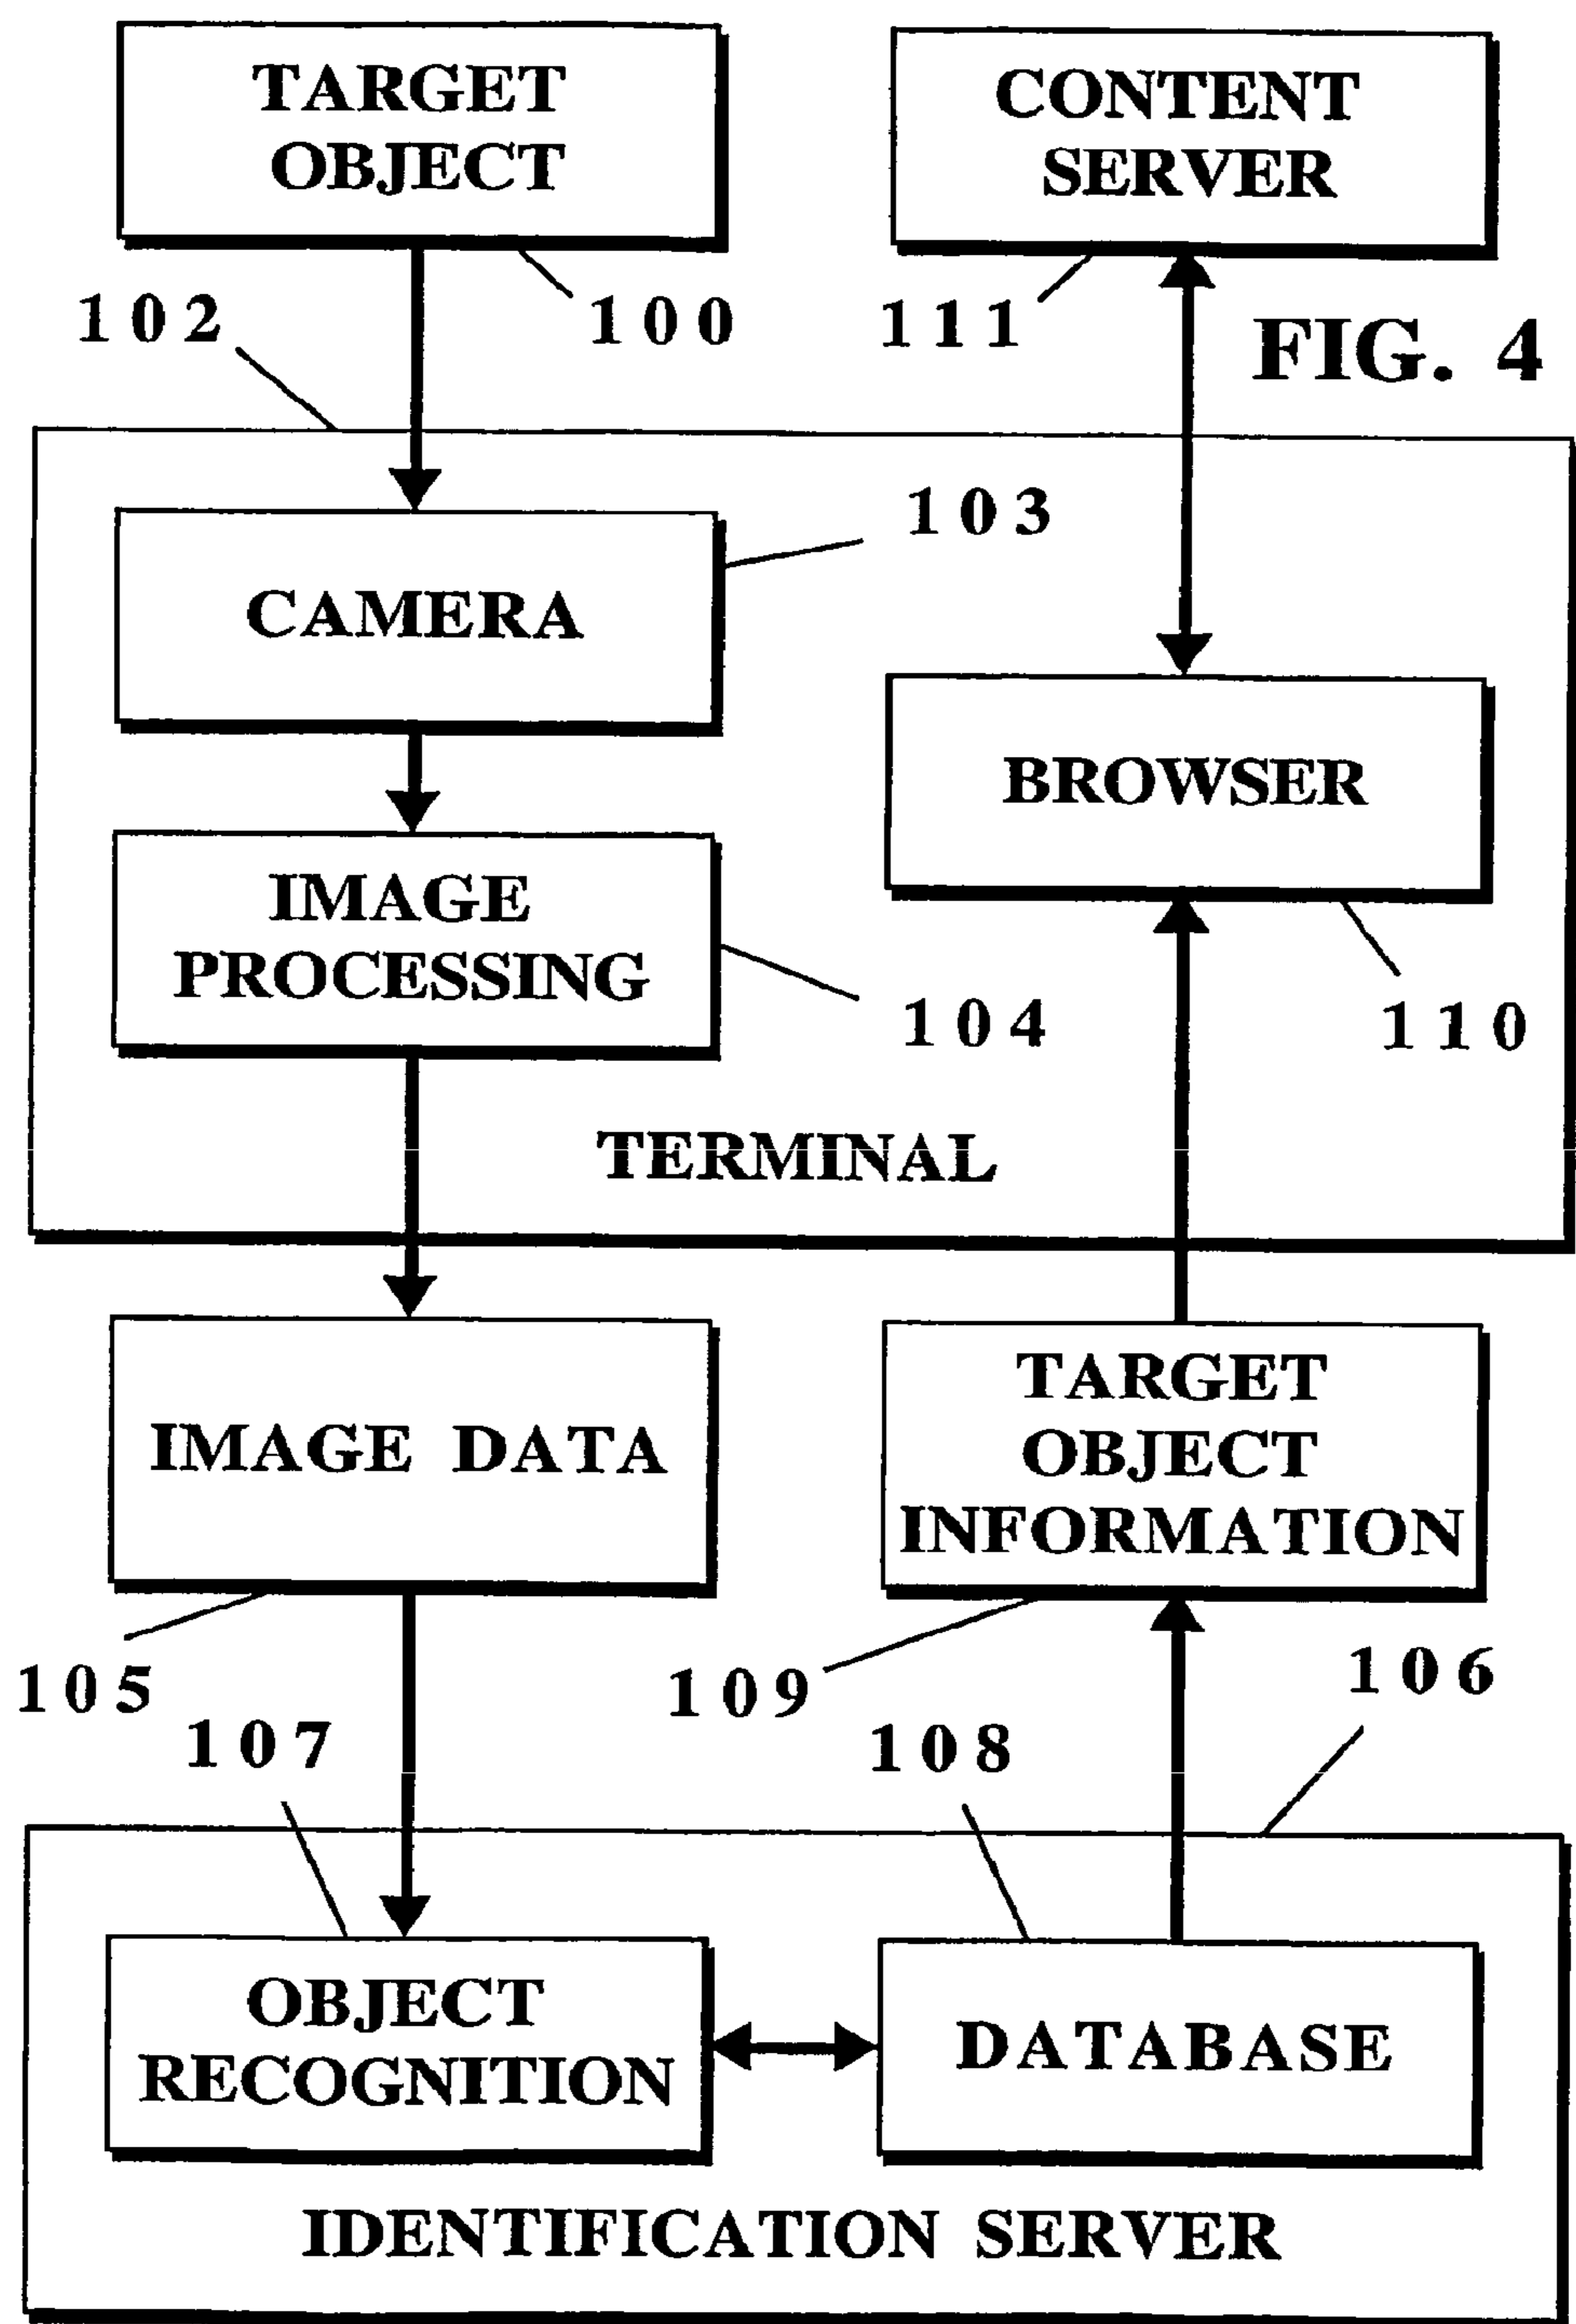 TARGET
OBJECT
CONTENT
SERVER
102
100
111
FIG. 4
103
CAMERA
BROWSER
IMAGE
PROCESSING
104
110
TERMINAL
IMAGE DATA
TARGET
OBJECT
INFORMATION
105
109
106
107
108
OBJECT
RECOGNITION
DATABASE
IDENTIFICATION SERVER